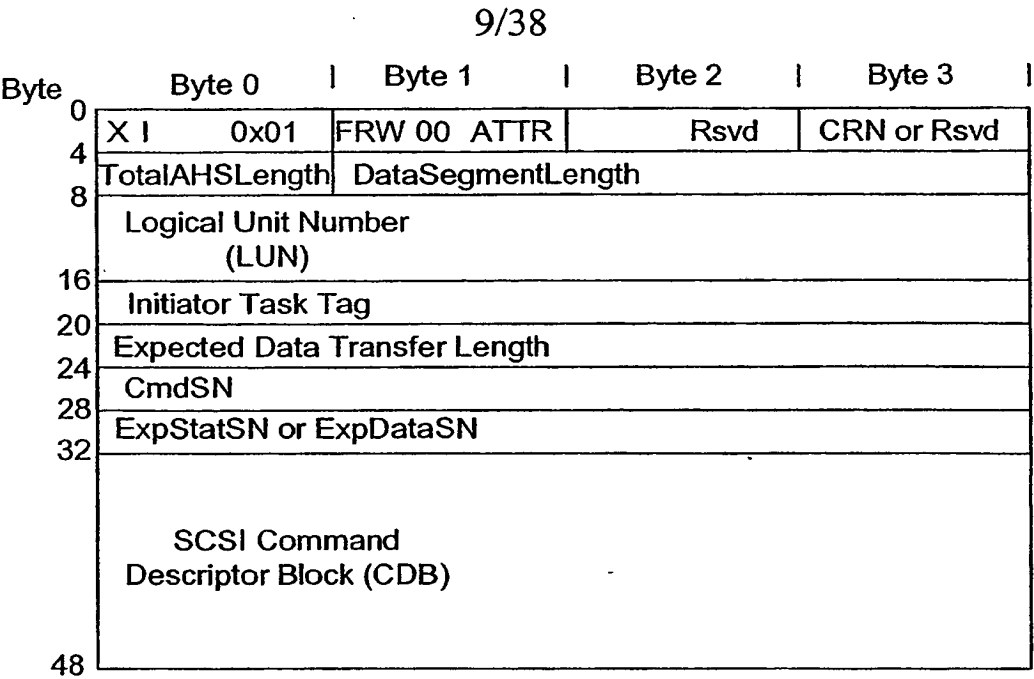 9/38
Byte Byte 0 | Byte 1 | Byte 2 | Byte 3 |
0
X I 0x01 FRW 00 ATTR Rsvd CRN or Rsvd
4
TotalAHSLength DataSegmentLength
8
Logical Unit Number
(LUN)
16
Initiator Task Tag
20
Expected Data Transfer Length
24
CmdSN
28
ExpStatSN or ExpDataSN
32
SCSI Command
Descriptor Block (CDB)
48